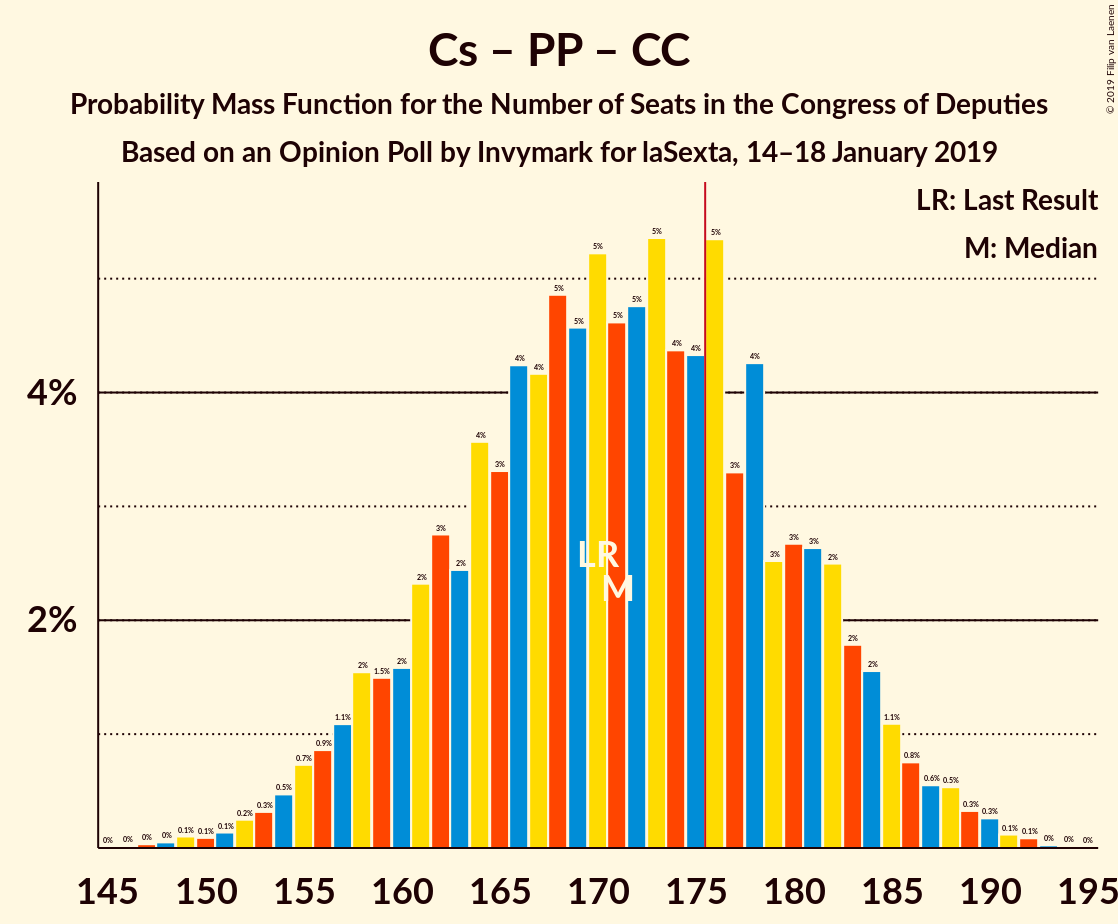 Cs – PP – CC
Probability Mass Function for the Number of Seats in the Congress of Deputies
Based on an Opinion Poll by Invymark for laSexta, 14–18 January 2019
© 2019 Filip van Laenen
LR: Last Result
M: Median
4%
2%
0% 0% 0% 0% 0.1% 0.1% 0.1% 0.2% 0.3% 0.5% 0.7% 0.9% 1.1% 2% 1.5% 2% 2% 3% 2% 4% 3% 4% 4% 5% 5% 5% 5% 5% 5% 4% 4% 5% 3% 4% 3% 3% 3% 2% 2% 2% 1.1% 0.8% 0.6% 0.5% 0.3% 0.3% 0.1% 0.1% 0% 0% 0%
LR
M
145 150 155 160 165 170 175 180 185 190 195